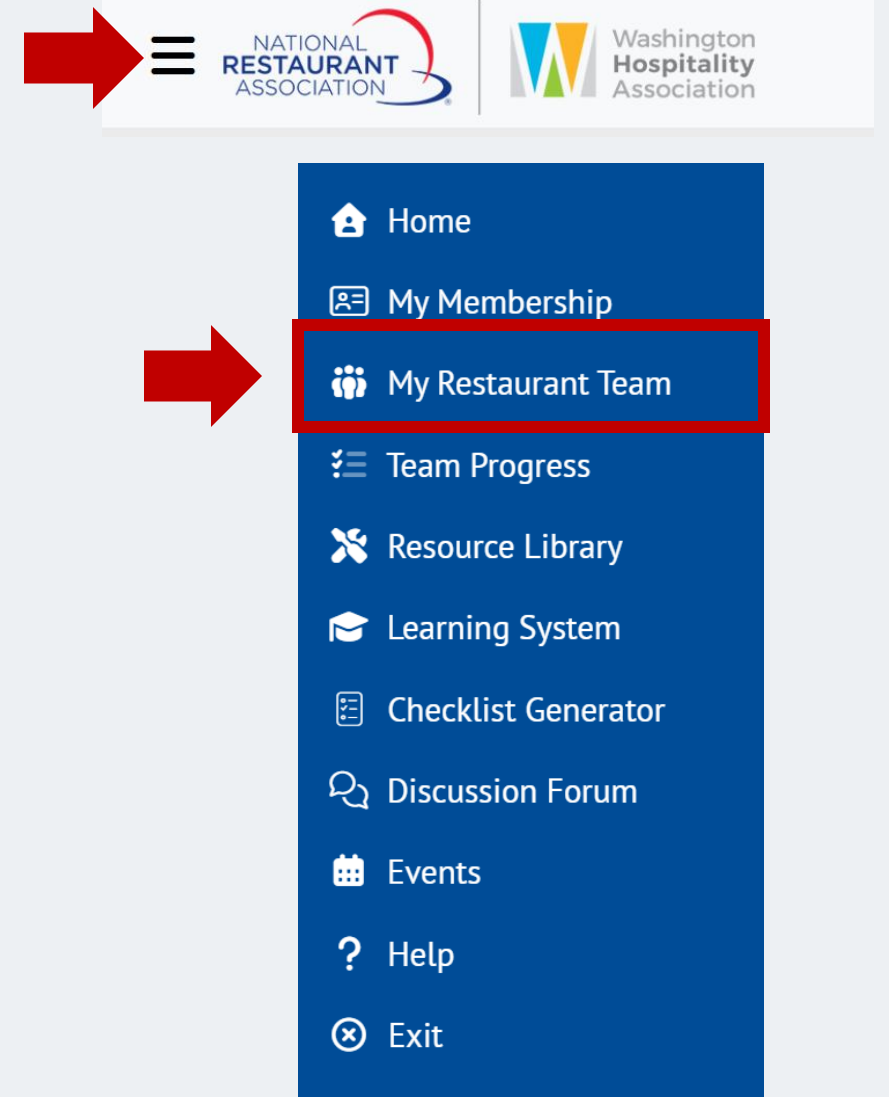 NATIONAL
RESTAURANT
ASSOCIATION
Washington
Hospitality
Association
Home
My Membership
My Restaurant Team
Team Progress
Resource Library
Learning System
Checklist Generator
Discussion Forum
Events
? Help
Exit